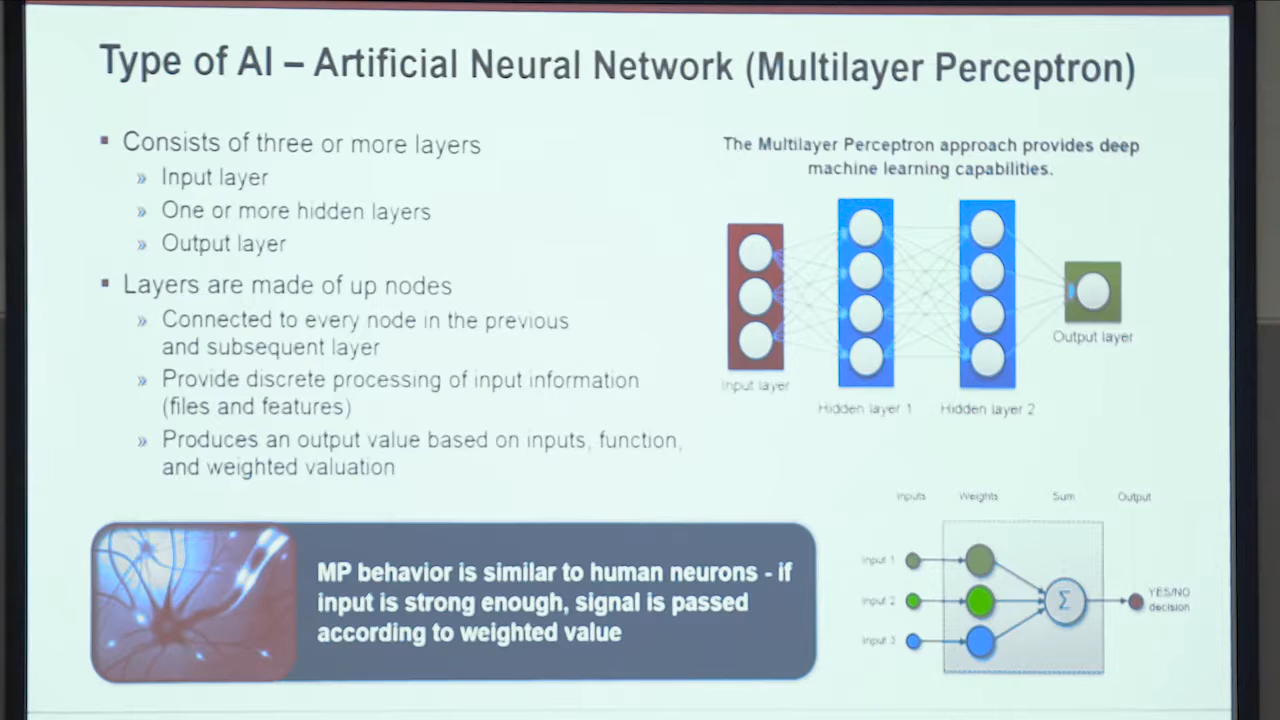 Type of AI – Artificial Neural Network (Multilayer Perceptron)
▪ Consists of three or more layers
» Input layer
» One or more hidden layers
» Output layer
▪ Layers are made of up nodes
» Connected to every node in the previous
and subsequent layer
» Provide discrete processing of input information
(files and features)
» Produces an output value based on inputs, function,
and weighted valuation
The Multilayer Perceptron approach provides deep
machine learning capabilities.
Input layer
Hidden layer 1
Hidden layer 2
Output layer
MP behavior is similar to human neurons - if
input is strong enough, signal is passed
according to weighted value
Inputs Weights Sum Output
Input 1
Input 2
Input 3
Σ
YES/NO
decision